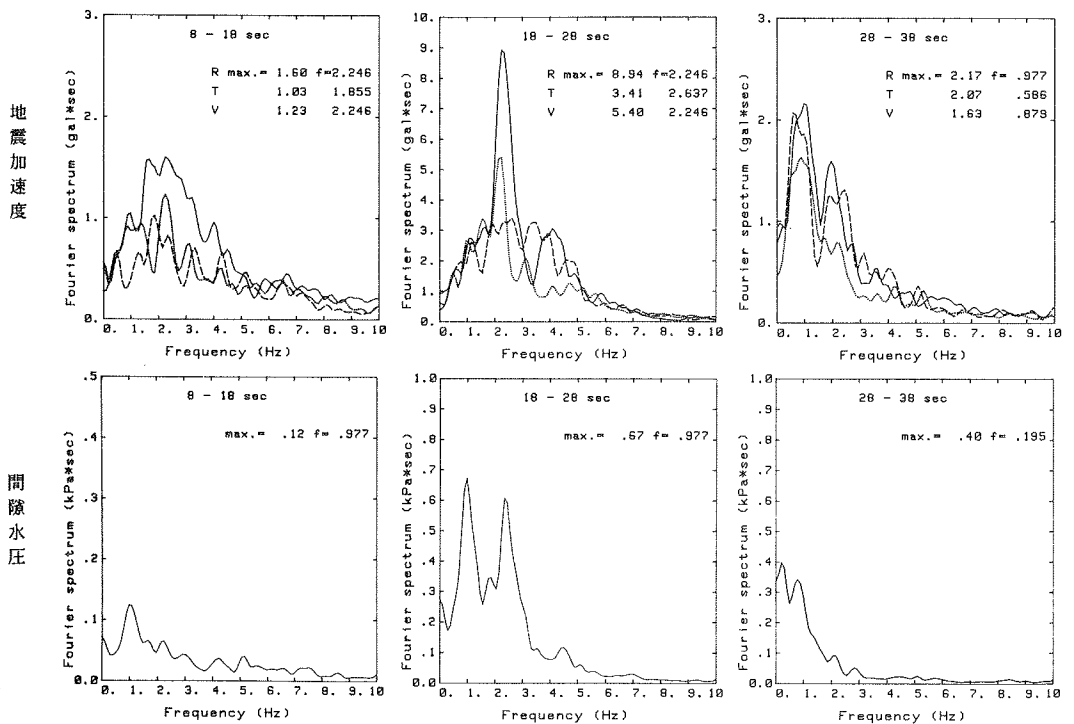 地震加速度
3.
2.
1.
0.
Fourier spectrum (gal*sec)
8 - 18 sec
R max.= 1.60 f=2.246
T 1.03 1.855
V 1.23 2.246
0. 1. 2. 3. 4. 5. 6. 7. 8. 9. 10
Frequency (Hz)
10.
9.
8.
7.
6.
5.
4.
3.
2.
1.
0.
Fourier spectrum (gal*sec)
18 - 28 sec
R max.= 8.94 f=2.246
T 3.41 2.637
V 5.40 2.246
0. 1. 2. 3. 4. 5. 6. 7. 8. 9. 10
Frequency (Hz)
3.
2.
1.
0.
Fourier spectrum (gal*sec)
28 - 38 sec
R max.= 2.17 f= .977
T 2.07 .586
V 1.63 .879
0. 1. 2. 3. 4. 5. 6. 7. 8. 9. 10
Frequency (Hz)
間隙水圧
.5
.4
.3
.2
.1
0.0
Fourier spectrum (kPa*sec)
8 - 18 sec
max.= .12 f= .977
0. 1. 2. 3. 4. 5. 6. 7. 8. 9. 10
Frequency (Hz)
1.0
.9
.8
.7
.6
.5
.4
.3
.2
.1
0.0
Fourier spectrum (kPa*sec)
18 - 28 sec
max.= .67 f= .977
0. 1. 2. 3. 4. 5. 6. 7. 8. 9. 10
Frequency (Hz)
1.0
.9
.8
.7
.6
.5
.4
.3
.2
.1
0.0
Fourier spectrum (kPa*sec)
28 - 38 sec
max.= .40 f= .195
0. 1. 2. 3. 4. 5. 6. 7. 8. 9. 10
Frequency (Hz)